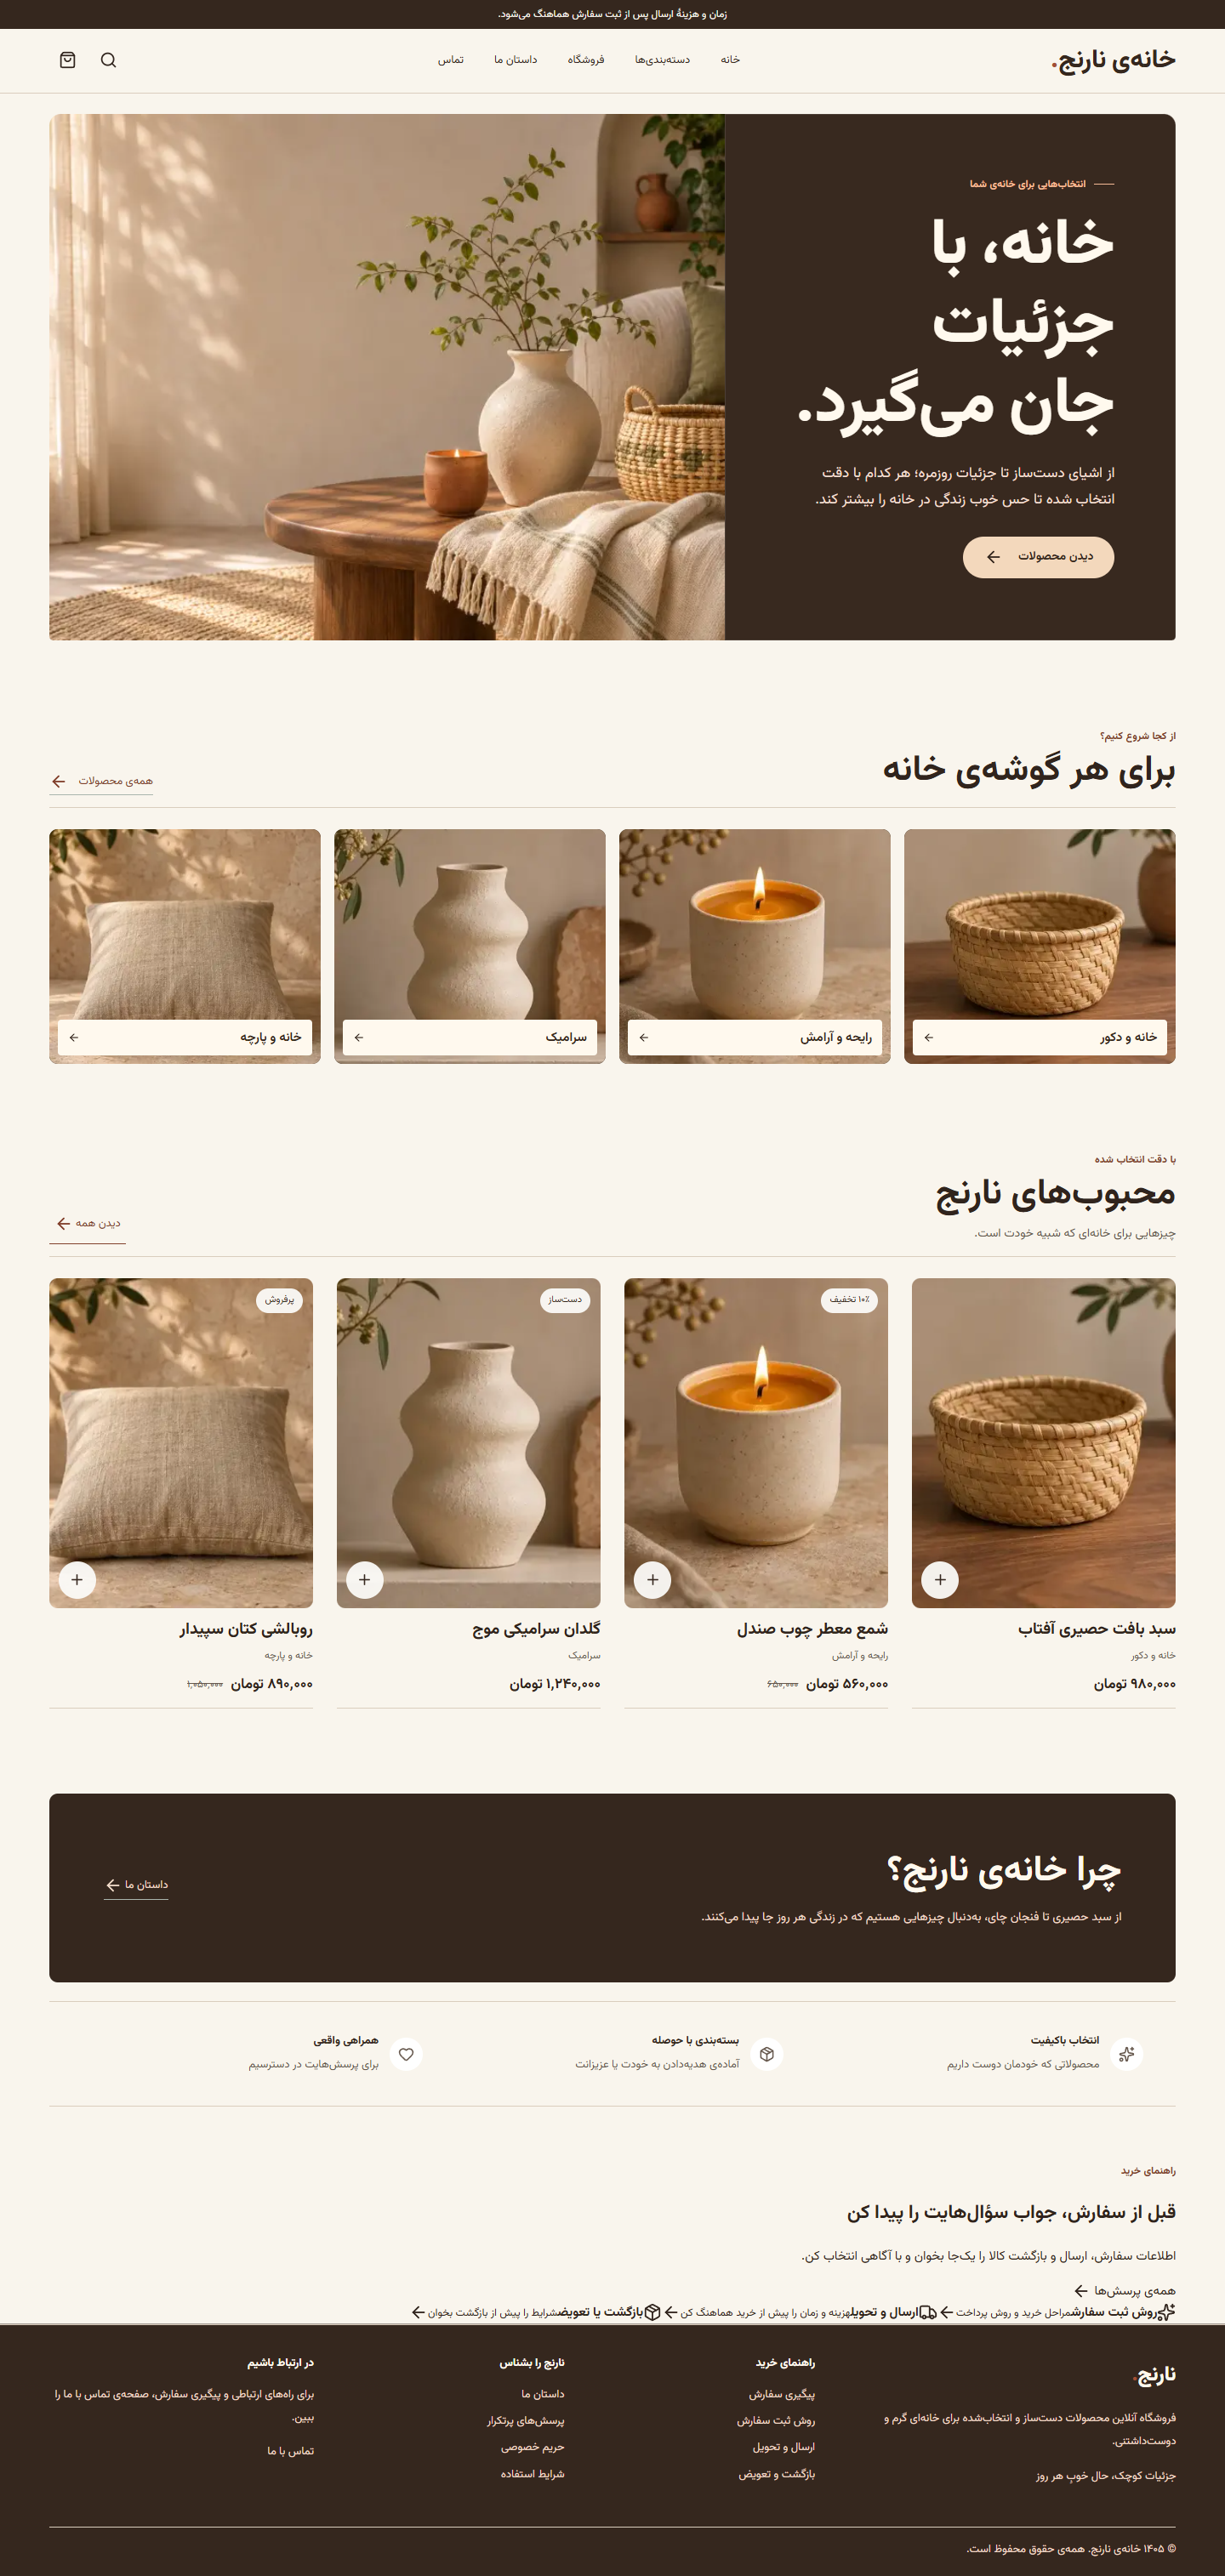 زمان و هزینهٔ ارسال پس از ثبت سفارش هماهنگ می‌شود.
خانه‌ی نارنج.
خانه
دسته‌بندی‌ها
فروشگاه
داستان ما
تماس
انتخاب‌هایی برای خانه‌ی شما
خانه، با
جزئیات
جان می‌گیرد.
از اشیای دست‌ساز تا جزئیات روزمره؛ هر کدام با دقت
انتخاب شده تا حس خوب زندگی در خانه را بیشتر کند.
دیدن محصولات
از کجا شروع کنیم؟
برای هر گوشه‌ی خانه
همه‌ی محصولات
خانه و دکور
رایحه و آرامش
سرامیک
خانه و پارچه
با دقت انتخاب شده
محبوب‌های نارنج
چیزهایی برای خانه‌ای که شبیه خودت است.
دیدن همه
۱۰٪ تخفیف
دست‌ساز
پرفروش
سبد بافت حصیری آفتاب
خانه و دکور
۹۸۰,۰۰۰ تومان
شمع معطر چوب صندل
رایحه و آرامش
۵۶۰,۰۰۰ تومان ۶۵۰,۰۰۰
گلدان سرامیکی موج
سرامیک
۱,۲۴۰,۰۰۰ تومان
روبالشی کتان سپیدار
خانه و پارچه
۸۹۰,۰۰۰ تومان ۱,۰۵۰,۰۰۰
چرا خانه‌ی نارنج؟
از سبد حصیری تا فنجان چای، به‌دنبال چیزهایی هستیم که در زندگی هر روز جا پیدا می‌کنند.
داستان ما
انتخاب باکیفیت
محصولاتی که خودمان دوست داریم
بسته‌بندی با حوصله
آماده‌ی هدیه‌دادن به خودت یا عزیزانت
همراهی واقعی
برای پرسش‌هایت در دسترسیم
راهنمای خرید
قبل از سفارش، جواب سؤال‌هایت را پیدا کن
اطلاعات سفارش، ارسال و بازگشت کالا را یک‌جا بخوان و با آگاهی انتخاب کن.
همه‌ی پرسش‌ها
روش ثبت سفارش مراحل خرید و روش پرداخت
ارسال و تحویل هزینه و زمان را پیش از خرید هماهنگ کن
بازگشت یا تعویض شرایط را پیش از بازگشت بخوان
نارنج.
فروشگاه آنلاین محصولات دست‌ساز و انتخاب‌شده برای خانه‌ای گرم و
دوست‌داشتنی.
جزئیات کوچک، حال خوبِ هر روز
راهنمای خرید
پیگیری سفارش
روش ثبت سفارش
ارسال و تحویل
بازگشت و تعویض
نارنج را بشناس
داستان ما
پرسش‌های پرتکرار
حریم خصوصی
شرایط استفاده
در ارتباط باشیم
برای راه‌های ارتباطی و پیگیری سفارش، صفحه‌ی تماس با ما را
ببین.
تماس با ما
© ۱۴۰۵ خانه‌ی نارنج. همه‌ی حقوق محفوظ است.